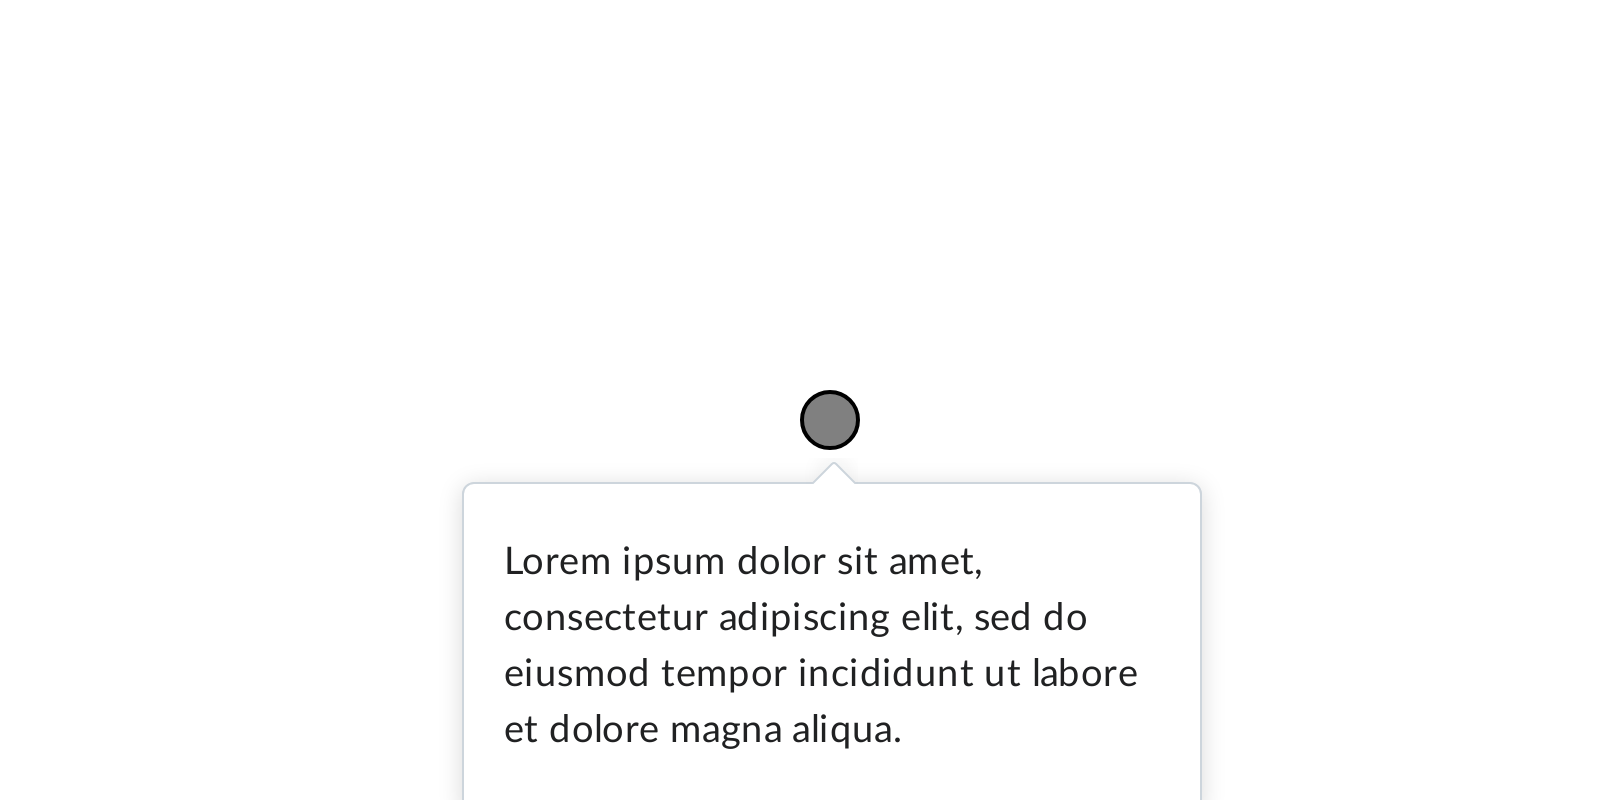 Lorem ipsum dolor sit amet,
consectetur adipiscing elit, sed do
eiusmod tempor incididunt ut labore
et dolore magna aliqua.